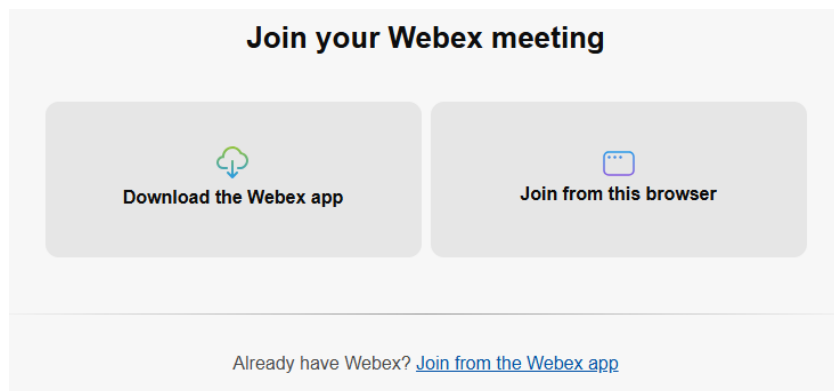 Join your Webex meeting
Download the Webex app
Join from this browser
Already have Webex? Join from the Webex app